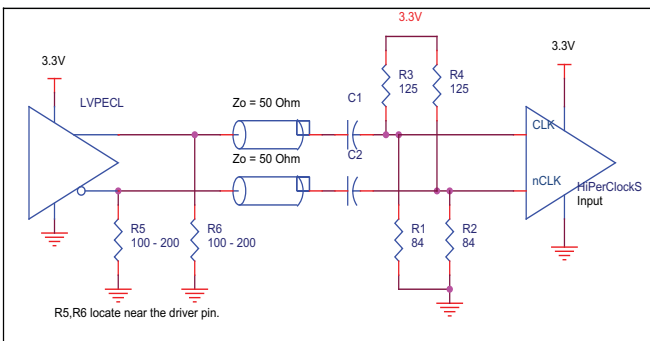 3.3V
3.3V
3.3V
LVPECL
R3
125
R4
125
Zo = 50 Ohm
C1
CLK
Zo = 50 Ohm
C2
nCLK
HiPerClockS
Input
R5
100 - 200
R6
100 - 200
R1
84
R2
84
R5,R6 locate near the driver pin.